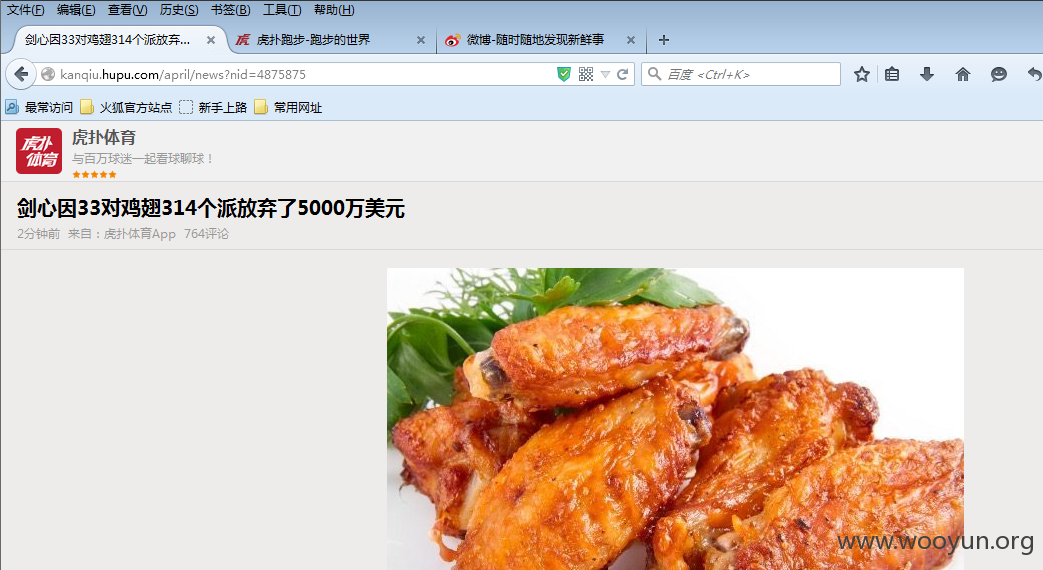 文件(F) 编辑(E) 查看(V) 历史(S) 书签(B) 工具(T) 帮助(H)
剑心因33对鸡翅314个派放弃... 虎扑跑步-跑步的世界 微博-随时随地发现新鲜事
kanqiu.hupu.com/april/news?nid=4875875 百度 <Ctrl+K>
最常访问 火狐官方站点 新手上路 常用网址
虎扑体育
虎扑体育
与百万球迷一起看球聊球！
剑心因33对鸡翅314个派放弃了5000万美元
2分钟前 来自：虎扑体育App 764评论
www.wooyun.org